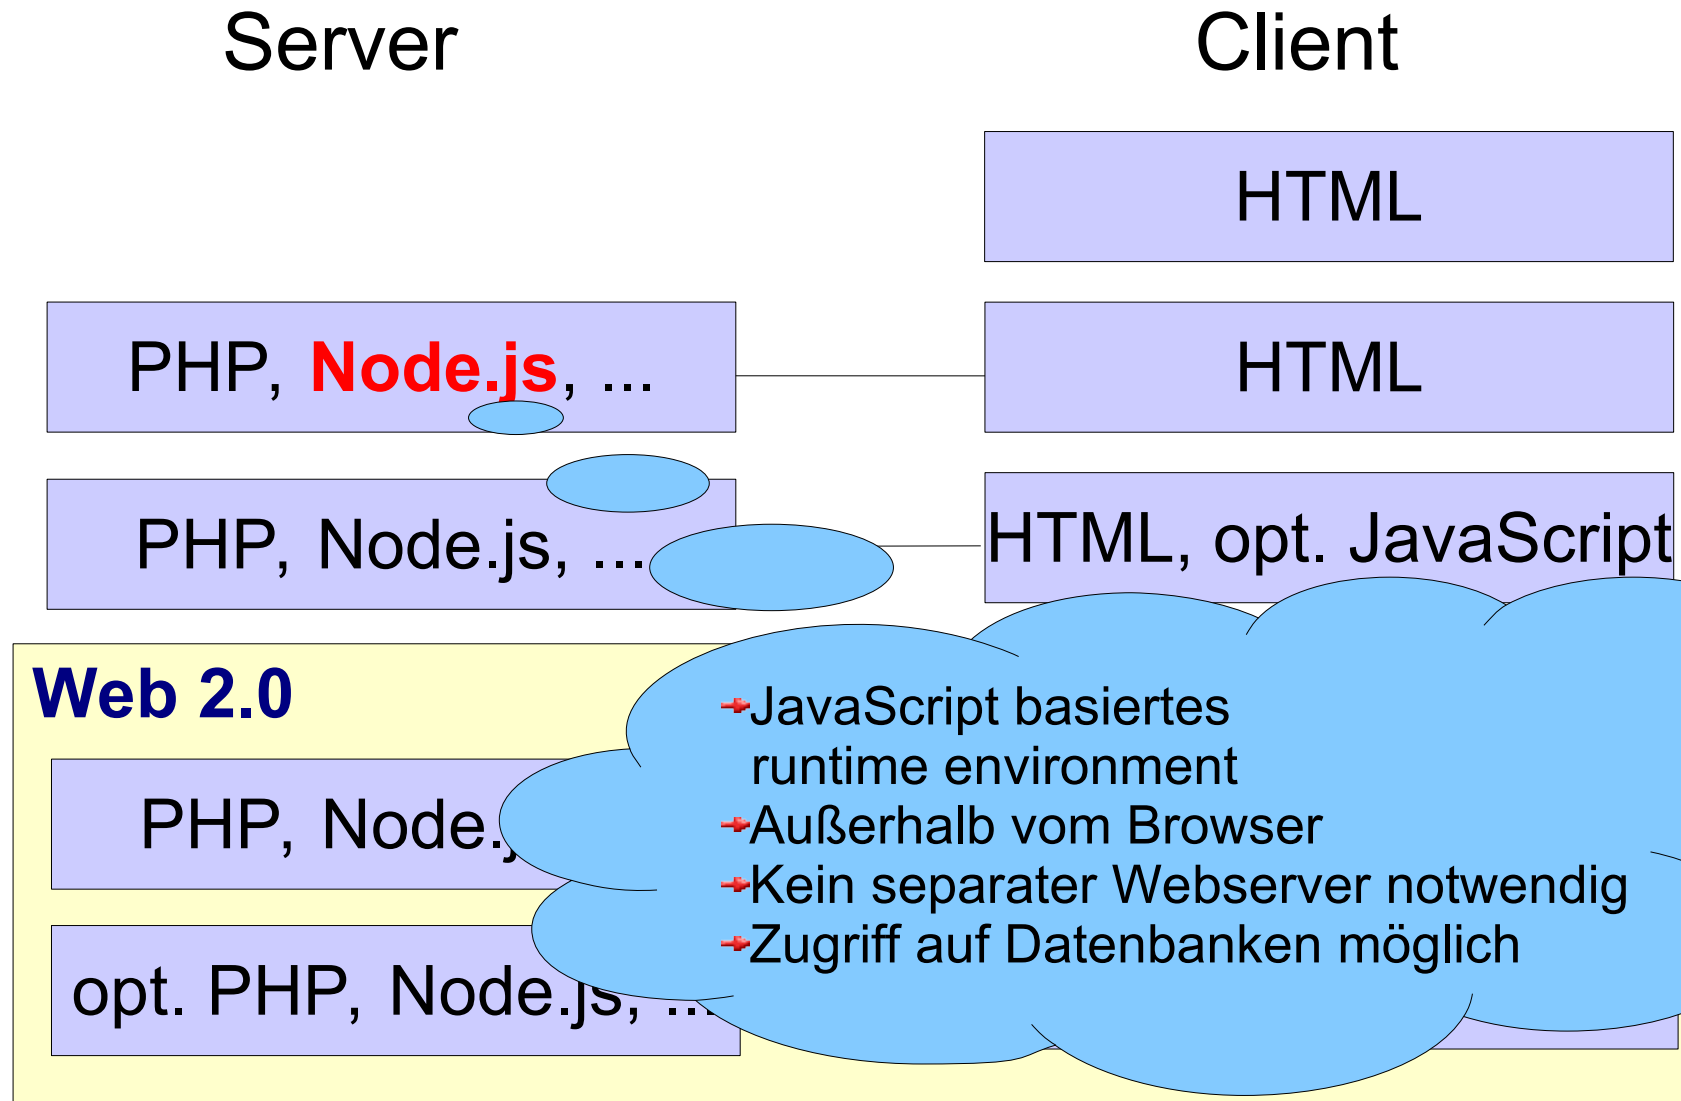 Server
Client
HTML
PHP, Node.js, ...
HTML
PHP, Node.js, ...
HTML, opt. JavaScript
Web 2.0
PHP,
opt. PHP, Node.js, ...
JavaScript basiertes
runtime environment
Außerhalb vom Browser
Kein separater Webserver notwendig
Zugriff auf Datenbanken möglich